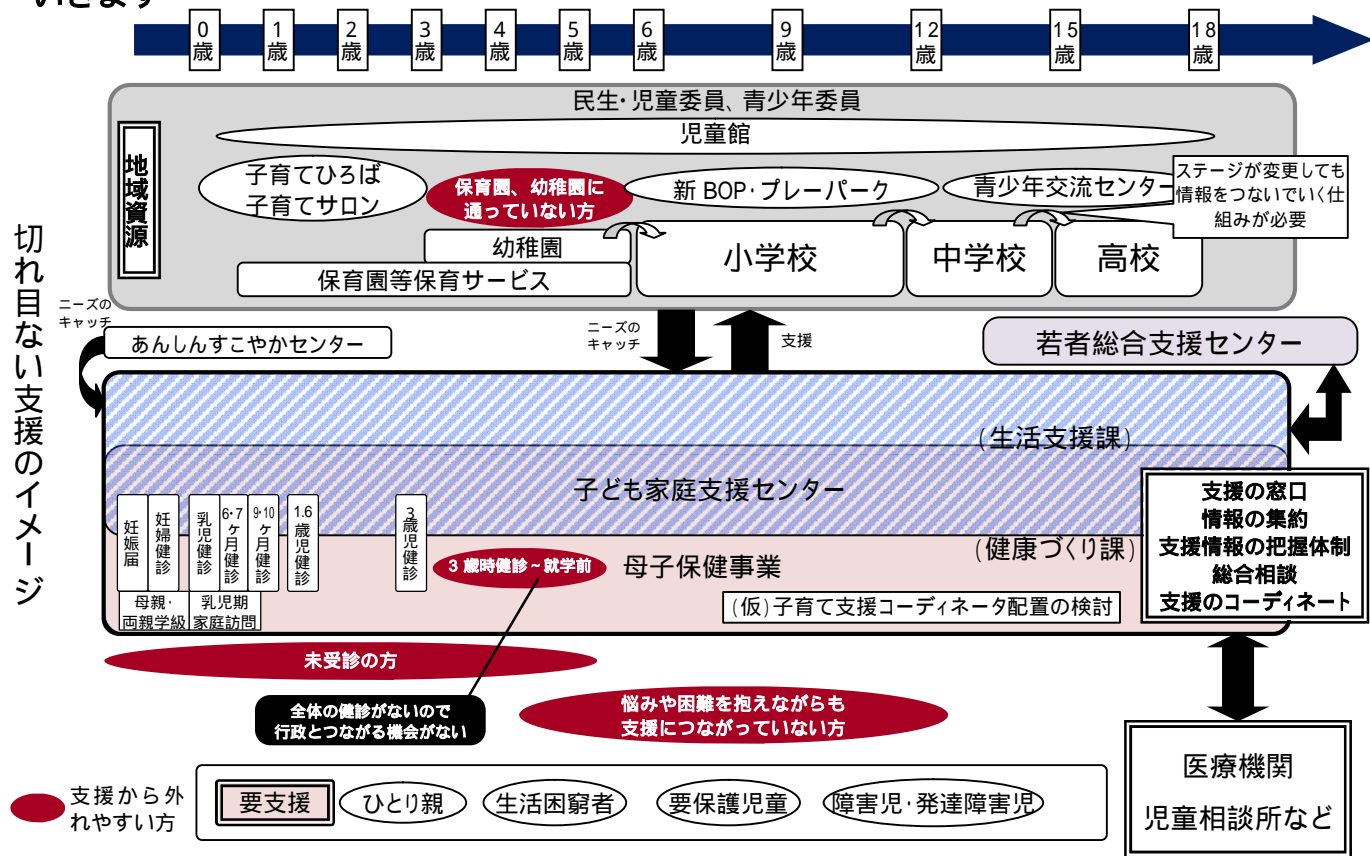 いきます
0歳
1歳
2歳
3歳
4歳
5歳
6歳
9歳
12歳
15歳
18歳
切れ目ない支援のイメージ
民生・児童委員、青少年委員
児童館
地域資源
子育てひろば
子育てサロン
保育園、幼稚園に
通っていない方
新 BOP・プレーパーク
青少年交流センター
ステージが変更しても
情報をつないでいく仕
組みが必要
幼稚園
保育園等保育サービス
小学校
中学校
高校
ニーズの
キャッチ
あんしんすこやかセンター
ニーズの
キャッチ
支援
若者総合支援センター
(生活支援課)
子ども家庭支援センター
(健康づくり課)
妊娠届
妊婦健診
乳児健診
6・7ヶ月健診
9・10ヶ月健診
1.6歳児健診
3歳児健診
母親・
両親学級
乳児期
家庭訪問
3 歳時健診~就学前
母子保健事業
(仮)子育て支援コーディネータ配置の検討
支援の窓口
情報の集約
支援情報の把握体制
総合相談
支援のコーディネート
未受診の方
全体の健診がないので
行政とつながる機会がない
悩みや困難を抱えながらも
支援につながっていない方
医療機関
児童相談所など
支援から外
れやすい方
要支援
ひとり親
生活困窮者
要保護児童
障害児・発達障害児